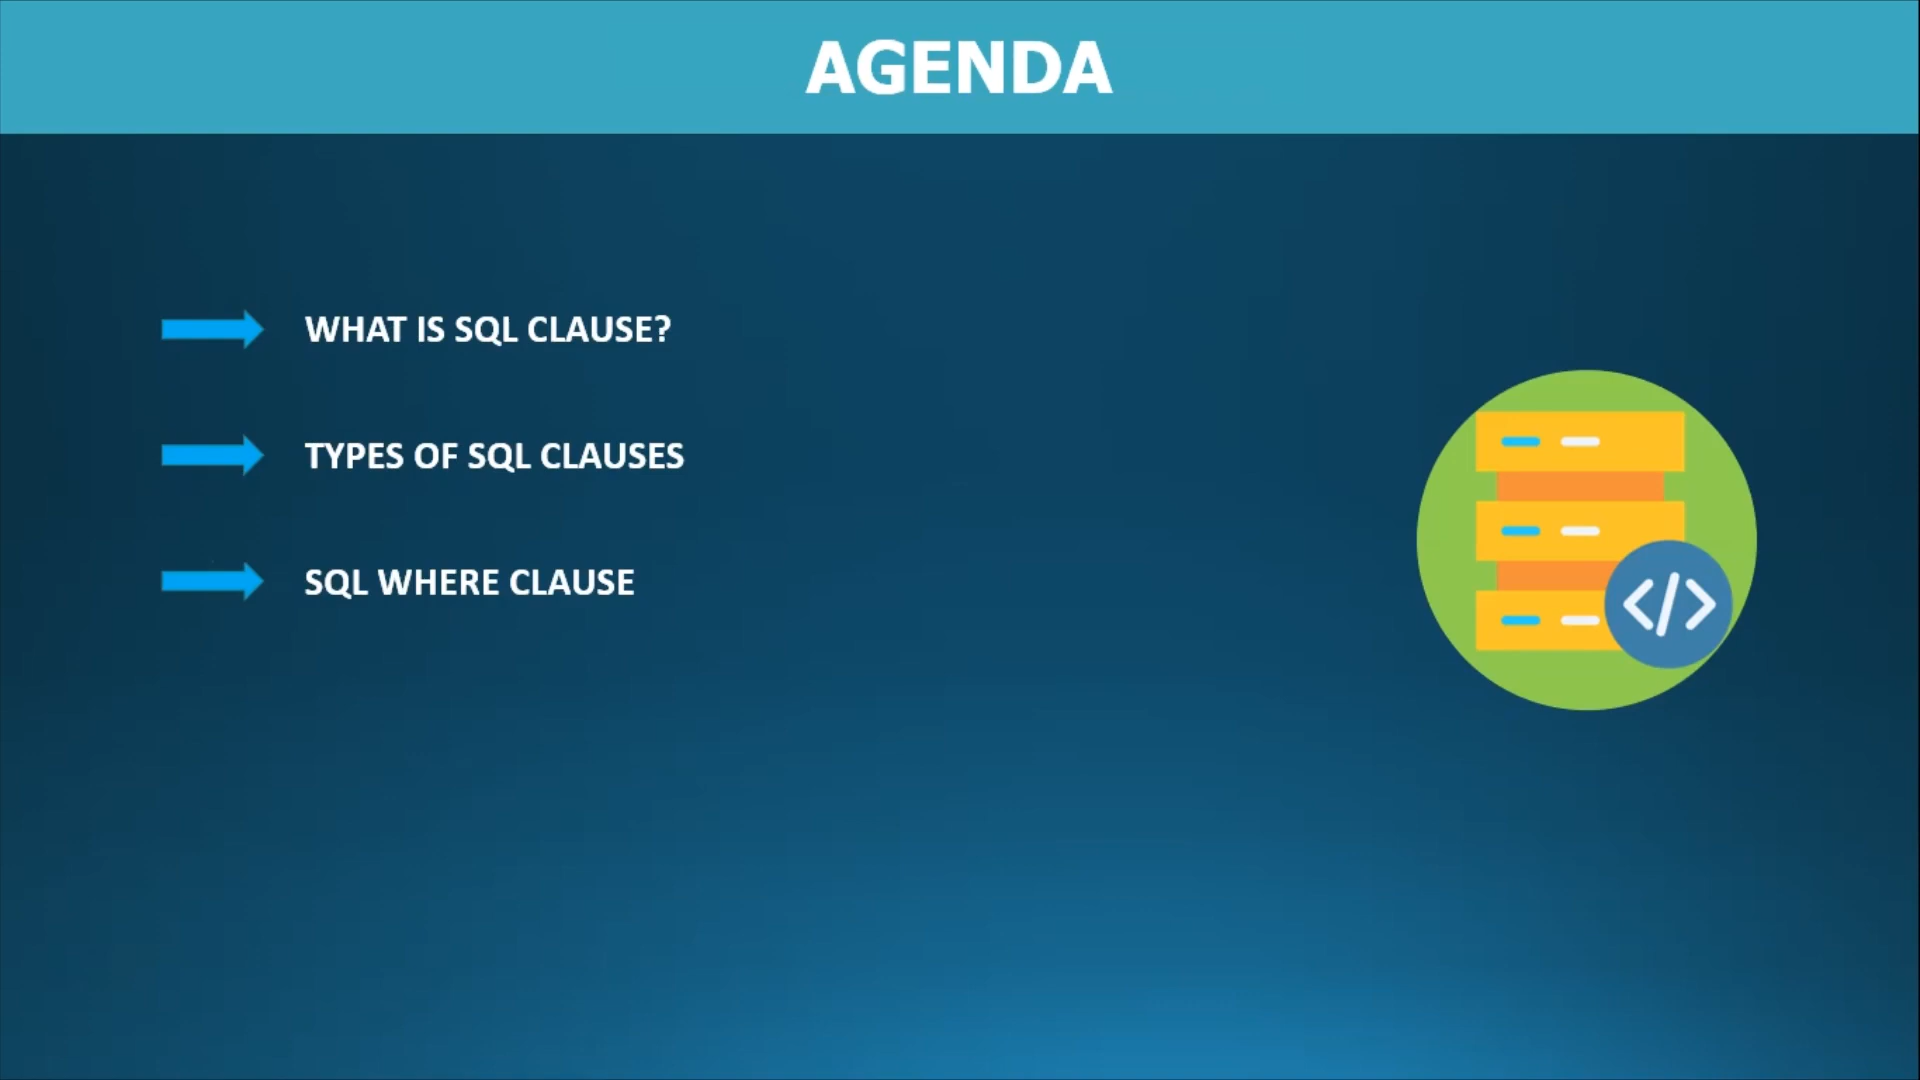 AGENDA
WHAT IS SQL CLAUSE?
TYPES OF SQL CLAUSES
SQL WHERE CLAUSE